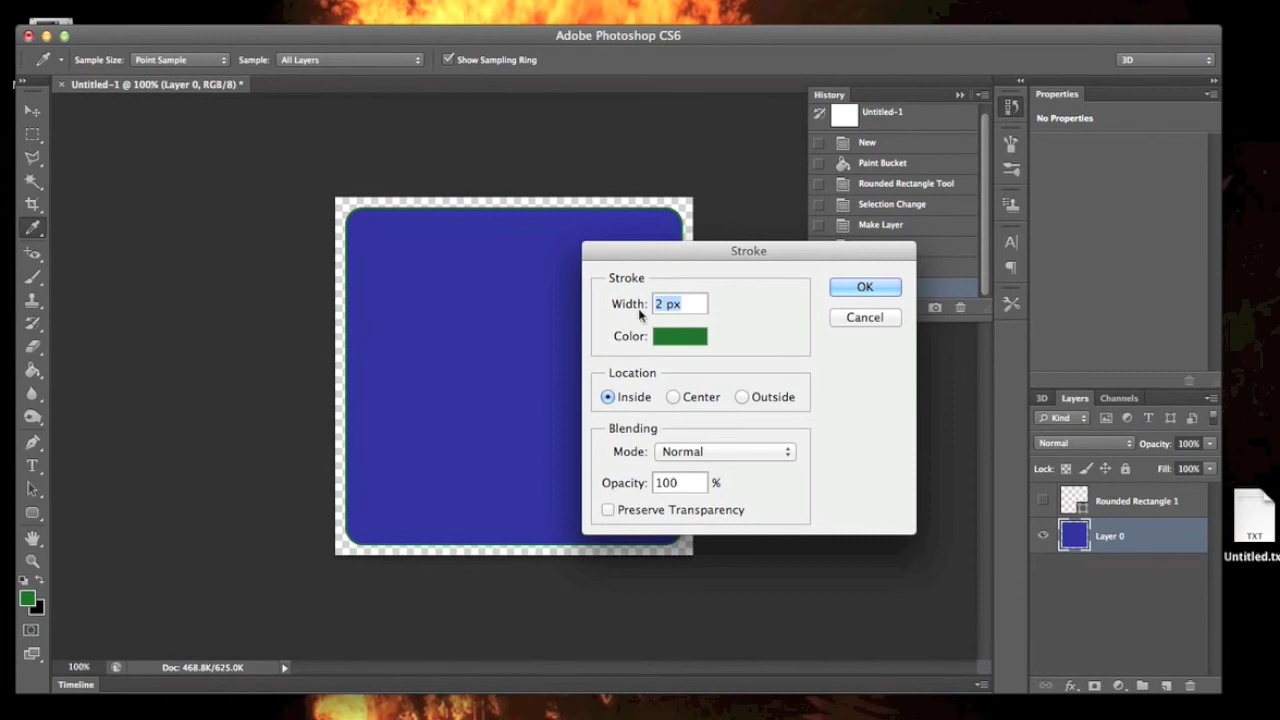 Adobe Photoshop CS6
Sample Size: Point Sample Sample: All Layers Show Sampling Ring 3D
Untitled-1 @ 100% (Layer 0, RGB/8) *
History
Untitled-1
New
Paint Bucket
Rounded Rectangle Tool
Selection Change
Make Layer
Properties
No Properties
Stroke
Stroke
Width: 2 px
Color:
OK
Cancel
Location
Inside Center Outside
Blending
Mode: Normal
Opacity: 100 %
Preserve Transparency
3D Layers Channels
Kind
Normal Opacity: 100%
Lock: Fill: 100%
Rounded Rectangle 1
Layer 0
TXT
Untitled.tx
100% Doc: 468.8K/625.0K
Timeline